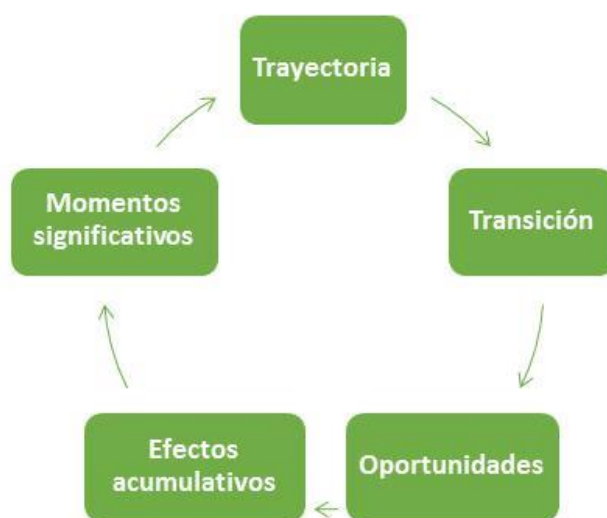 Trayectoria
Transición
Oportunidades
Efectos
acumulativos
Momentos
significativos